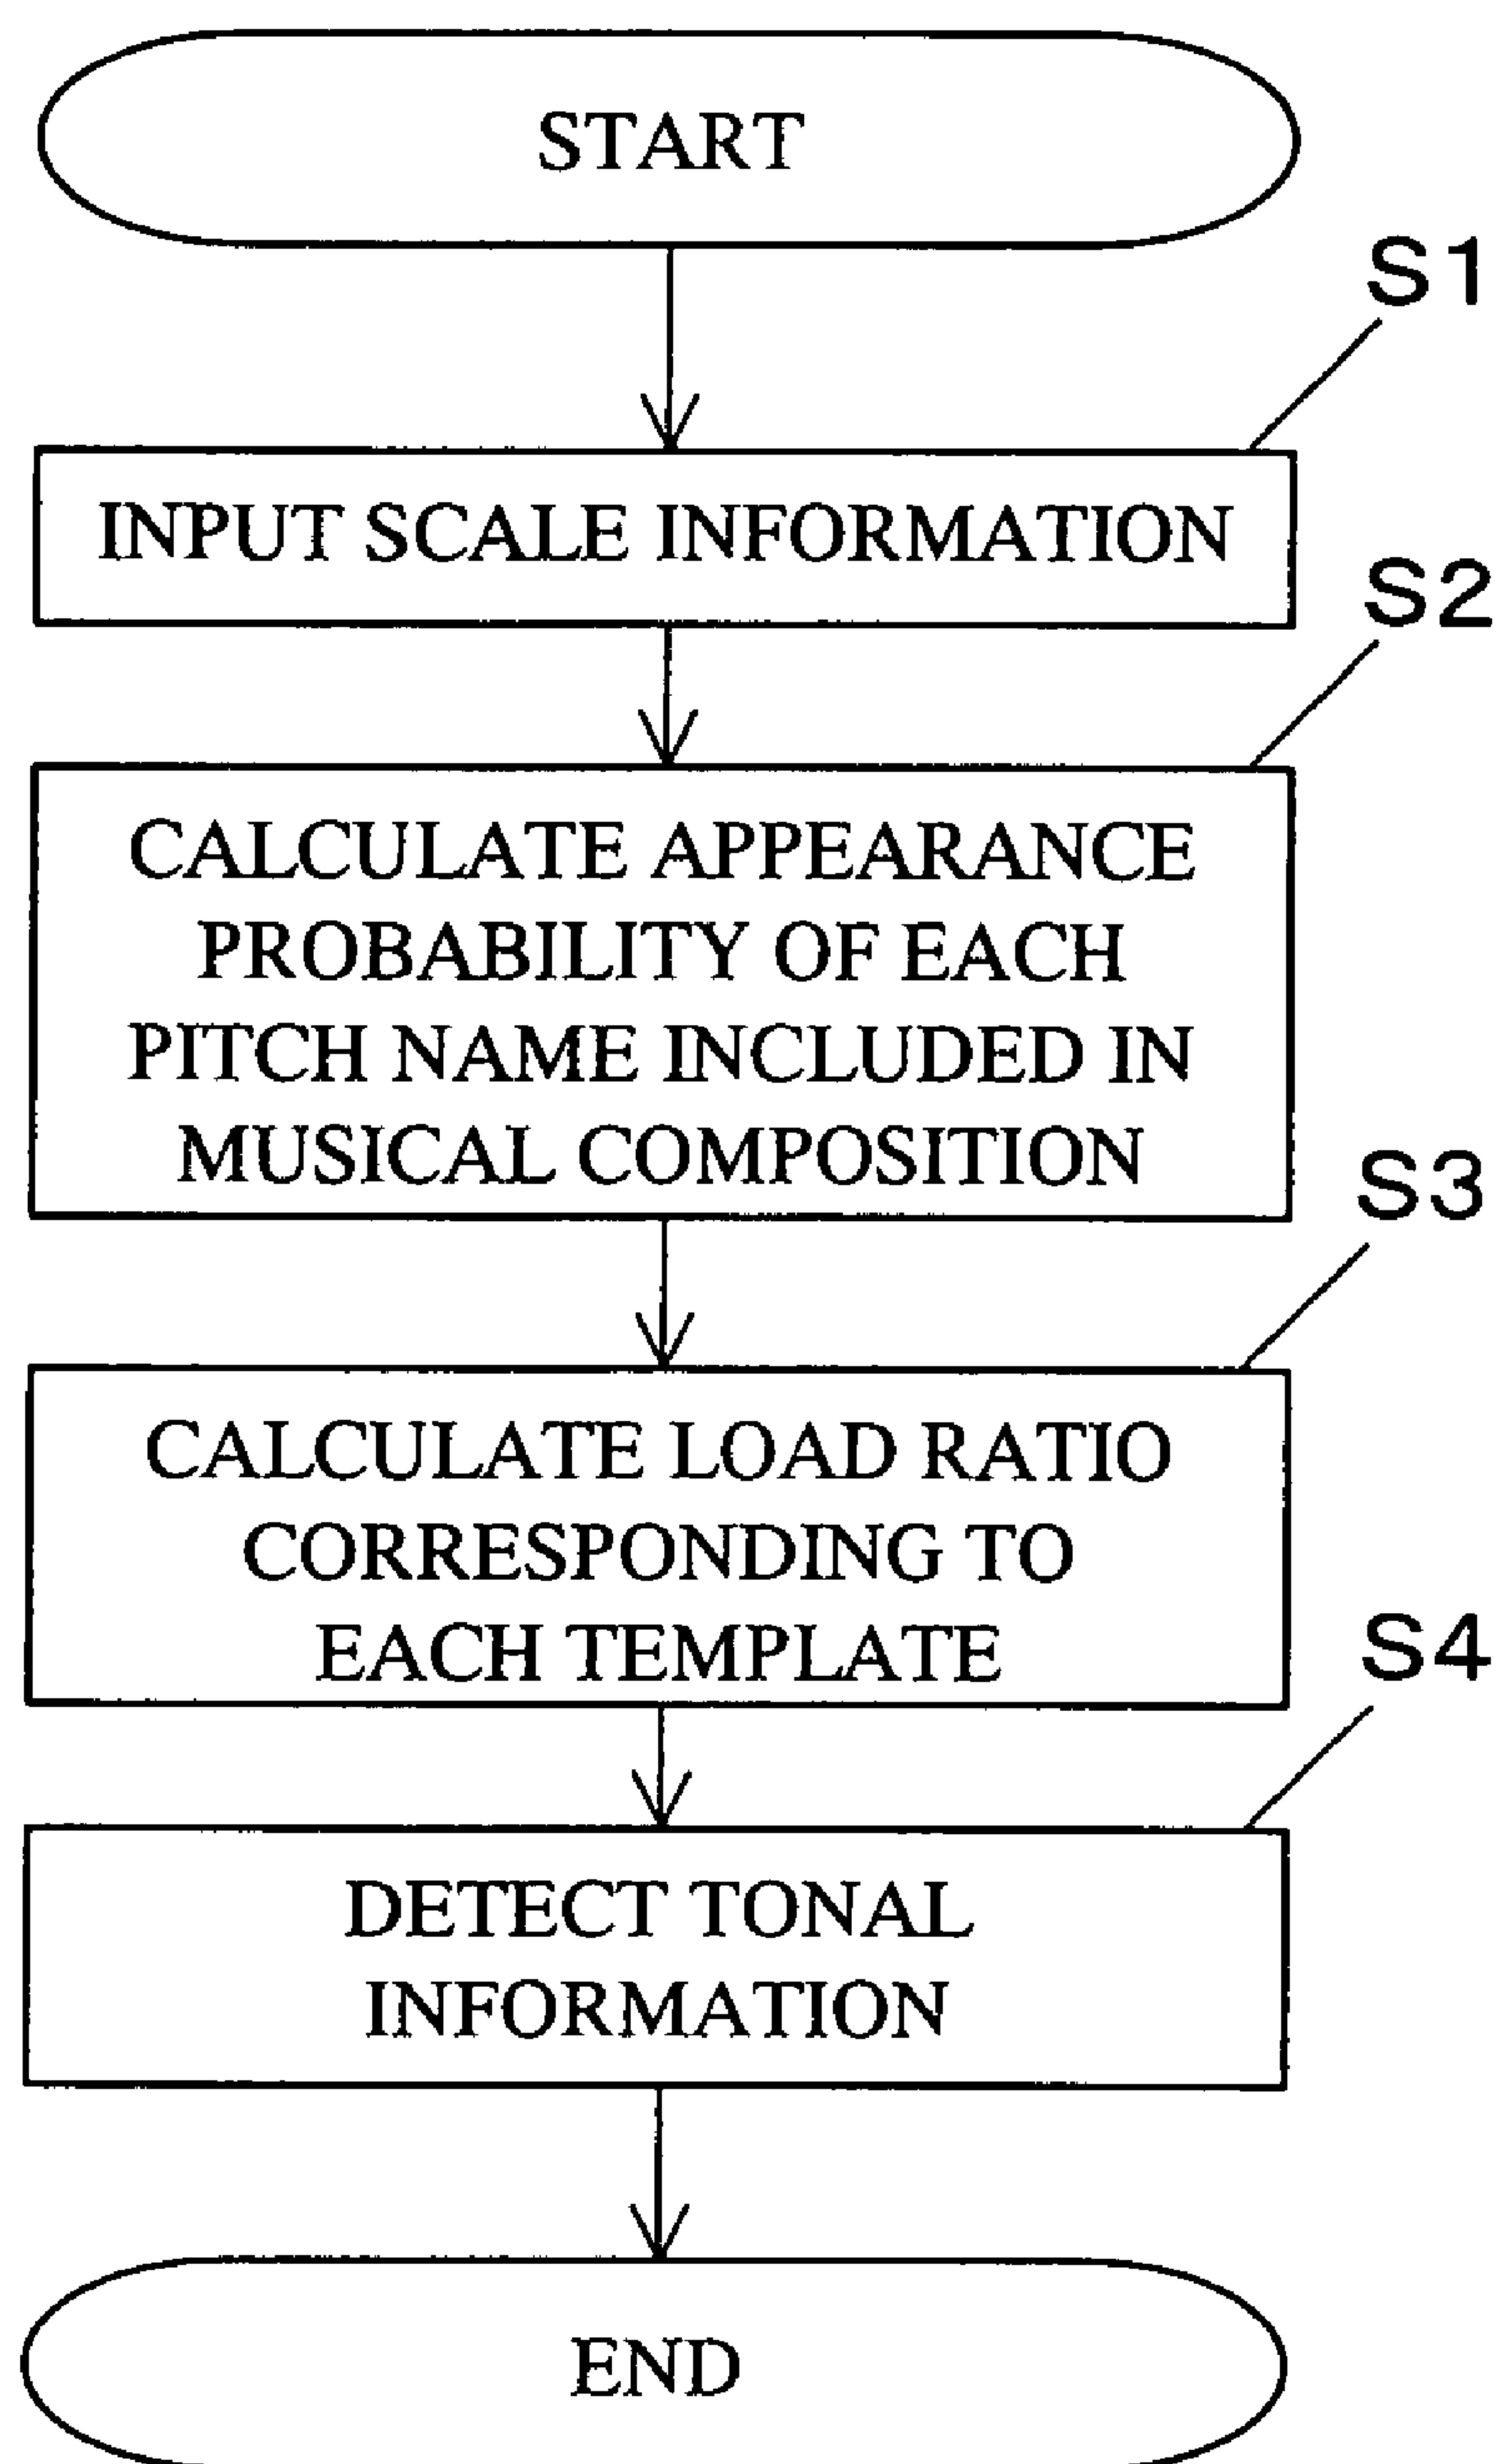 START
S1
INPUT SCALE INFORMATION
S2
CALCULATE APPEARANCE
PROBABILITY OF EACH
PITCH NAME INCLUDED IN
MUSICAL COMPOSITION
S3
CALCULATE LOAD RATIO
CORRESPONDING TO
EACH TEMPLATE
S4
DETECT TONAL
INFORMATION
END